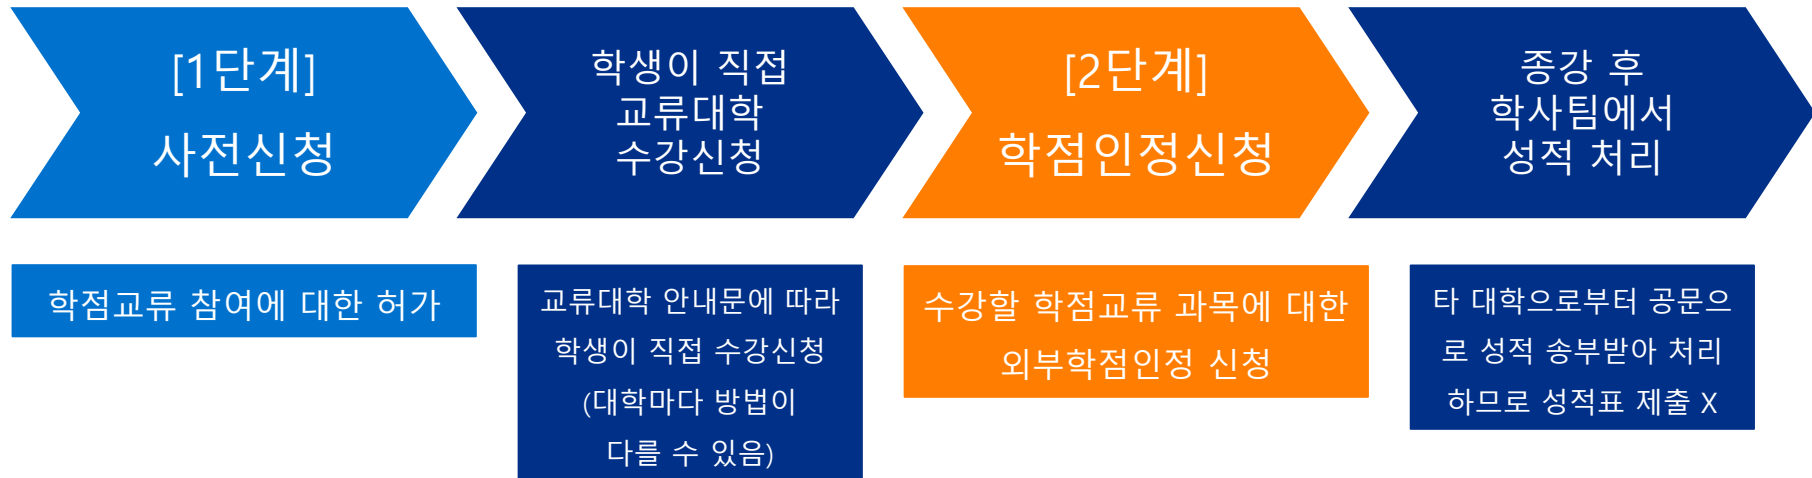 [1단계]
사전신청
학생이 직접
교류대학
수강신청
[2단계]
학점인정신청
종강 후
학사팀에서
성적 처리
학점교류 참여에 대한 허가
교류대학 안내문에 따라
학생이 직접 수강신청
(대학마다 방법이
다를 수 있음)
수강할 학점교류 과목에 대한
외부학점인정 신청
타 대학으로부터 공문으
로 성적 송부받아 처리
하므로 성적표 제출 X